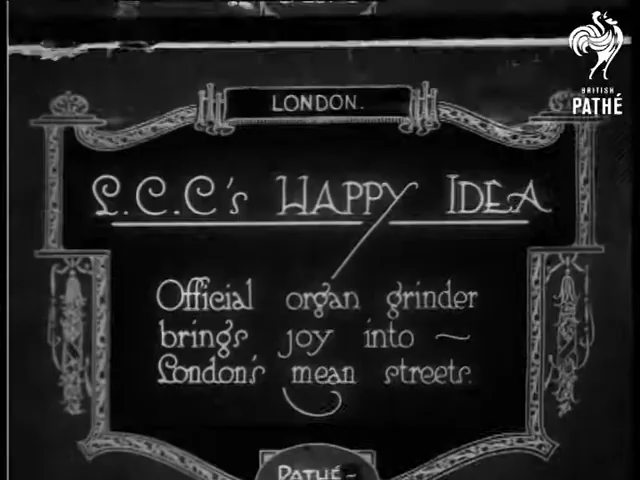 BRITISH
PATHÉ
LONDON.
L.C.C's HAPPY IDEA
Official organ grinder
brings joy into ~
London's mean streets.
PATHÉ-